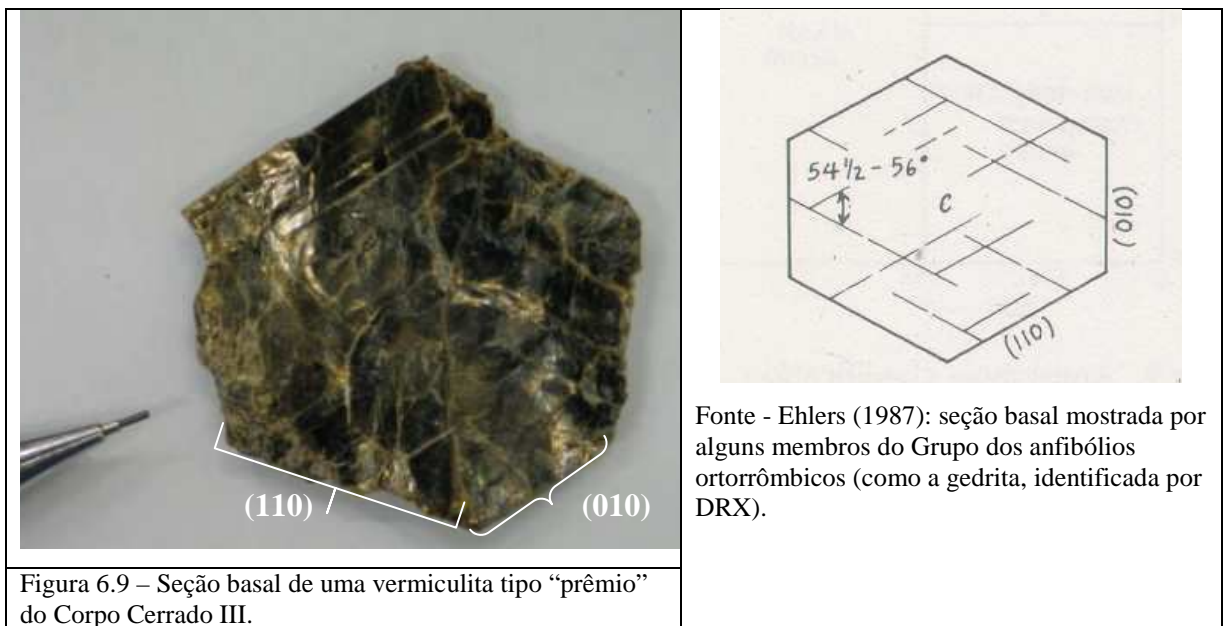 (110)
(010)
Figura 6.9 – Seção basal de uma vermiculita tipo “prêmio”
do Corpo Cerrado III.
54 ½ - 56°
c
(010)
(110)
Fonte - Ehlers (1987): seção basal mostrada por
alguns membros do Grupo dos anfibólios
ortorrômbicos (como a gedrita, identificada por
DRX).